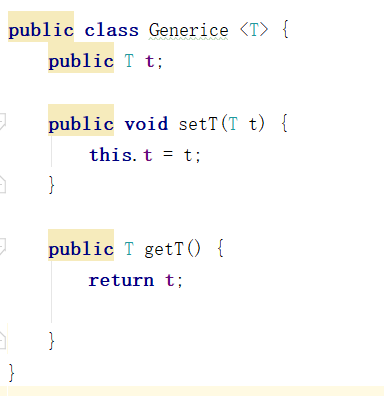 public class Generice <T> {
public T t;
public void setT(T t) {
this.t = t;
}
public T getT() {
return t;
}
}